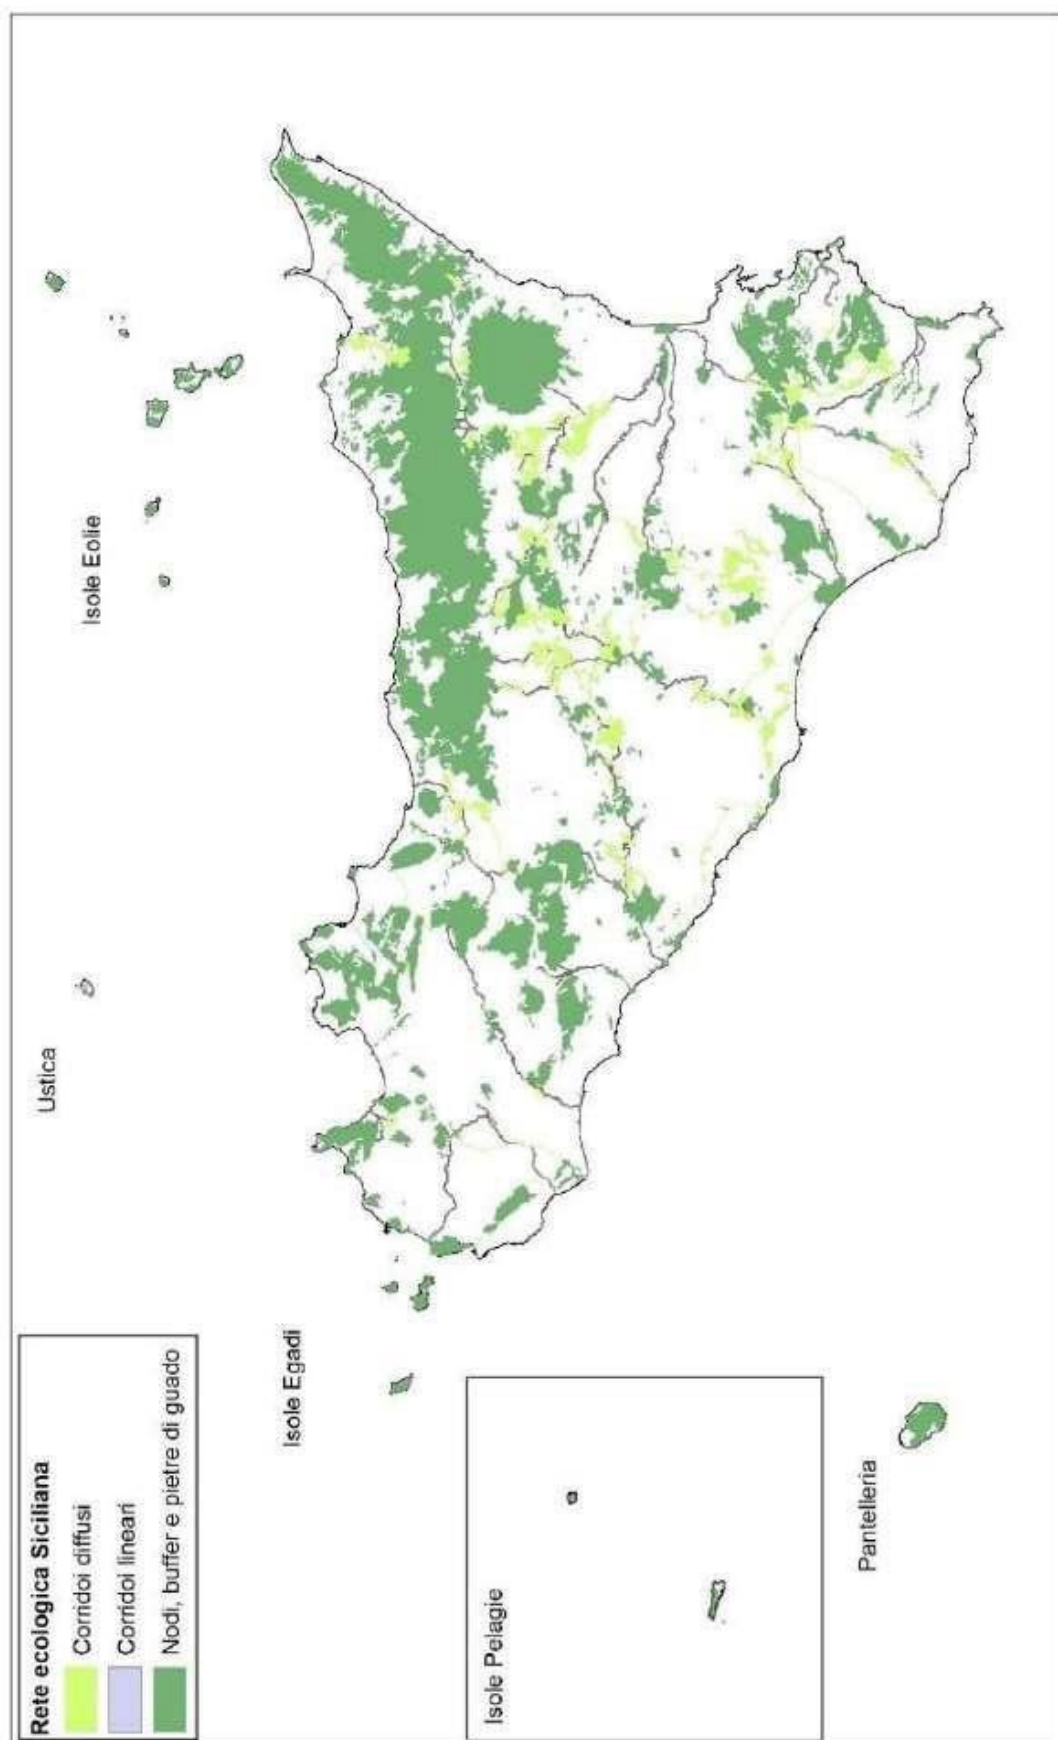 Rete ecologica Siciliana
Corridoi diffusi
Corridoi lineari
Nodi, buffer e pietre di guado
Ustica
Isole Eolie
Isole Egadi
Isole Pelagie
Pantelleria